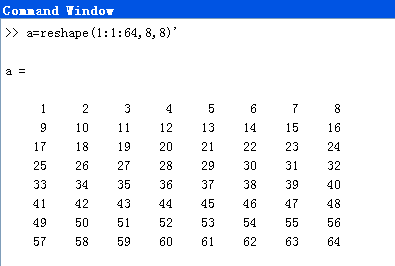 Command Window
>> a=reshape(1:1:64,8,8)'
a =
1 2 3 4 5 6 7 8
9 10 11 12 13 14 15 16
17 18 19 20 21 22 23 24
25 26 27 28 29 30 31 32
33 34 35 36 37 38 39 40
41 42 43 44 45 46 47 48
49 50 51 52 53 54 55 56
57 58 59 60 61 62 63 64